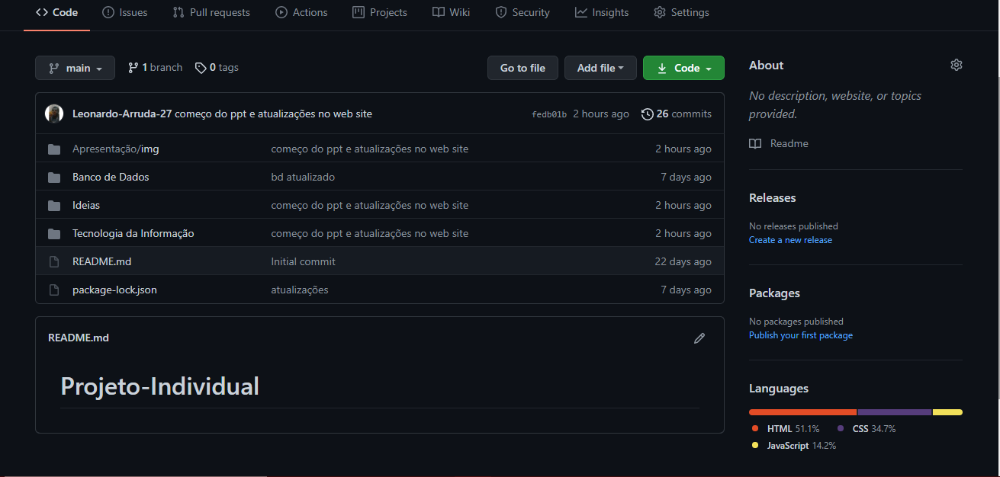 Code Issues Pull requests Actions Projects Wiki Security Insights Settings
main 1 branch 0 tags Go to file Add file Code
Leonardo-Arruda-27 começo do ppt e atualizações no web site fedb01b 2 hours ago 26 commits
Apresentação/img começo do ppt e atualizações no web site 2 hours ago
Banco de Dados bd atualizado 7 days ago
Ideias começo do ppt e atualizações no web site 2 hours ago
Tecnologia da Informação começo do ppt e atualizações no web site 2 hours ago
README.md Initial commit 22 days ago
package-lock.json atualizações 7 days ago
README.md
Projeto-Individual
About
No description, website, or topics
provided.
Readme
Releases
No releases published
Create a new release
Packages
No packages published
Publish your first package
Languages
HTML 51.1% CSS 34.7%
JavaScript 14.2%